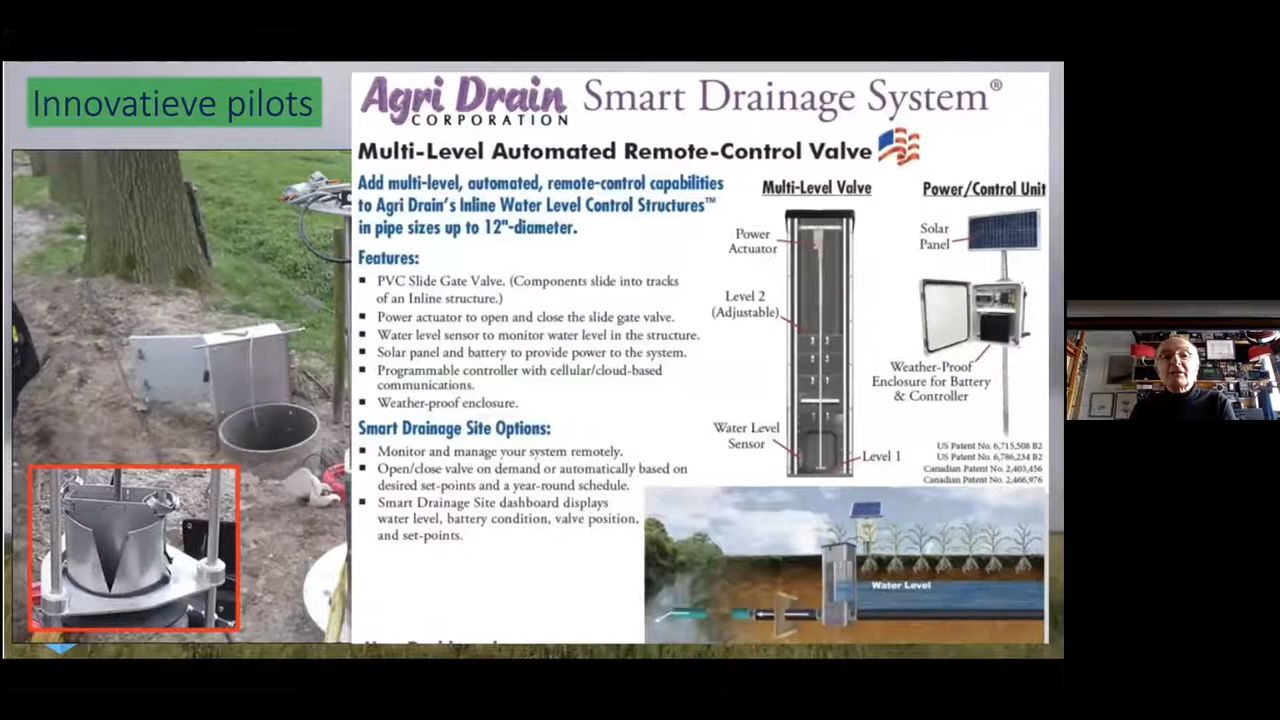 Innovatieve pilots
Agri Drain
CORPORATION
Smart Drainage System®
Multi-Level Automated Remote-Control Valve
Add multi-level, automated, remote-control capabilities
to Agri Drain's Inline Water Level Control Structures™
in pipe sizes up to 12"-diameter.
Features:
▪ PVC Slide Gate Valve. (Components slide into tracks
of an Inline structure.)
▪ Power actuator to open and close the slide gate valve.
▪ Water level sensor to monitor water level in the structure.
▪ Solar panel and battery to provide power to the system.
▪ Programmable controller with cellular/cloud-based
communications.
▪ Weather-proof enclosure.
Smart Drainage Site Options:
▪ Monitor and manage your system remotely.
▪ Open/close valve on demand or automatically based on
desired set-points and a year-round schedule.
▪ Smart Drainage Site dashboard displays
water level, battery condition, valve position,
and set-points.
Multi-Level Valve
Power
Actuator
Level 2
(Adjustable)
Water Level
Sensor
Level 1
Power/Control Unit
Solar
Panel
Weather-Proof
Enclosure for Battery
& Controller
US Patent No. 6,715,508 B2
US Patent No. 6,786,234 B2
Canadian Patent No. 2,403,456
Canadian Patent No. 2,466,976
Water Level